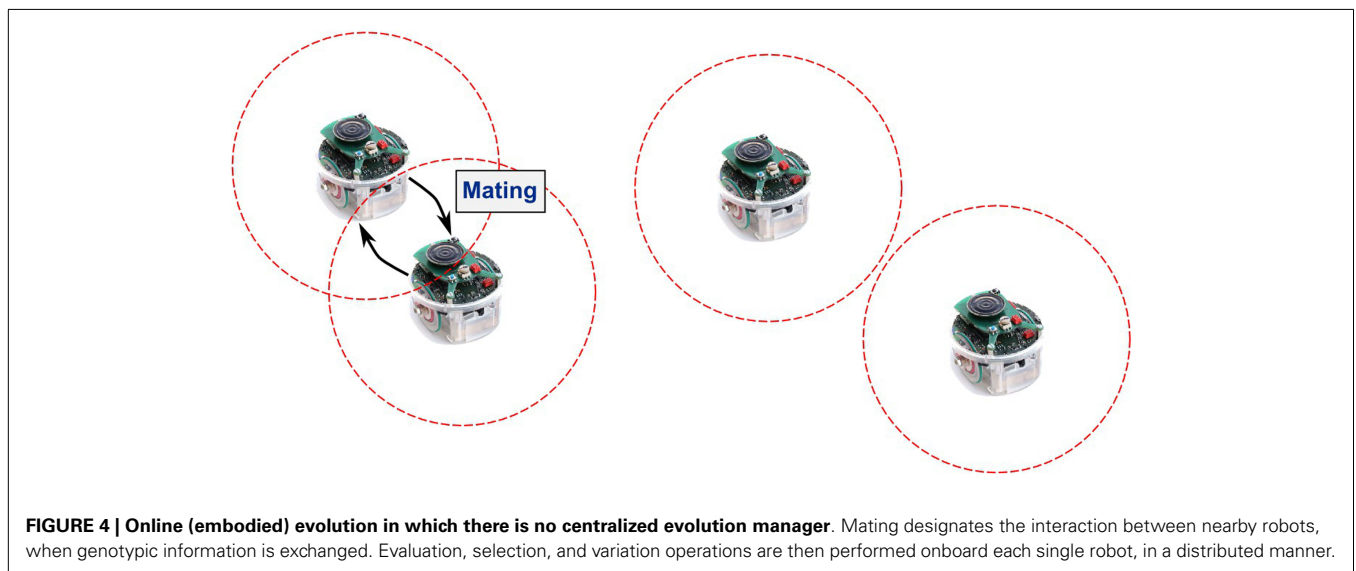 Mating
FIGURE 4 | Online (embodied) evolution in which there is no centralized evolution manager. Mating designates the interaction between nearby robots,
when genotypic information is exchanged. Evaluation, selection, and variation operations are then performed onboard each single robot, in a distributed manner.